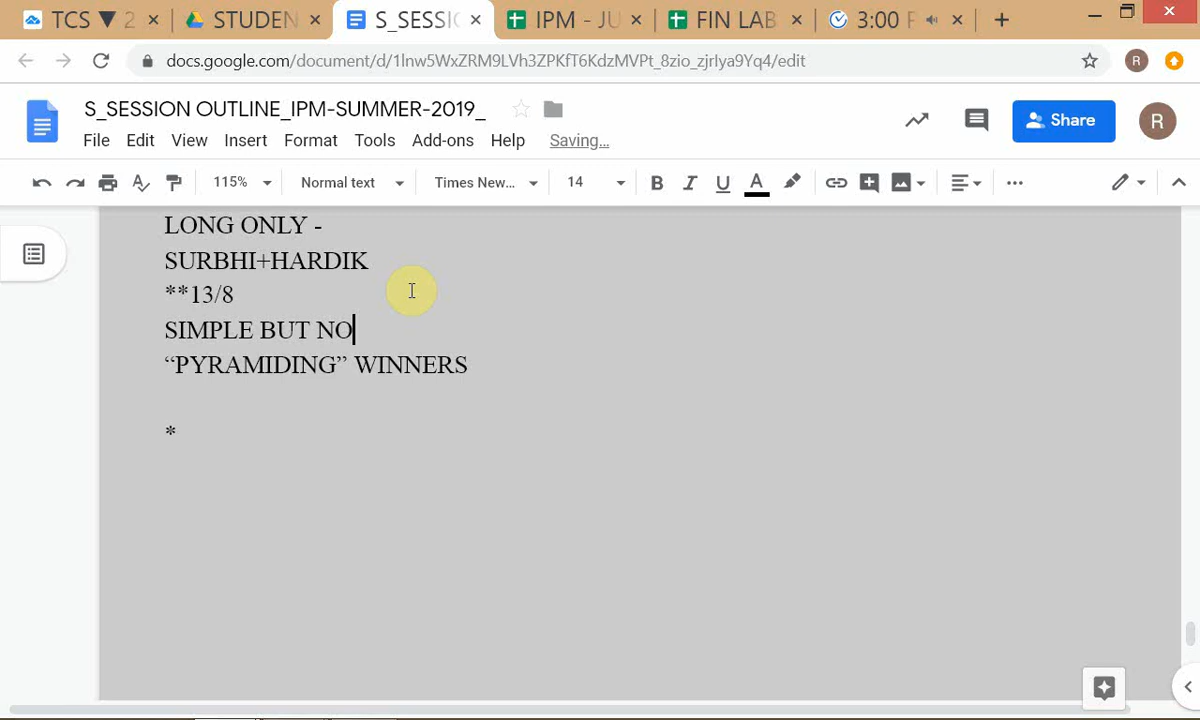 TCS ▼ 2
STUDEN
S_SESSI
IPM - JU
FIN LAB
3:00
docs.google.com/document/d/1lnw5WxZRM9LVh3ZPKfT6KdzMVPt_8zio_zjrIya9Yq4/edit
R
S_SESSION OUTLINE_IPM-SUMMER-2019_
File Edit View Insert Format Tools Add-ons Help Saving...
Share
R
115% Normal text Times New... 14 B I U A
LONG ONLY -
SURBHI+HARDIK
**13/8
SIMPLE BUT NO
“PYRAMIDING” WINNERS
*